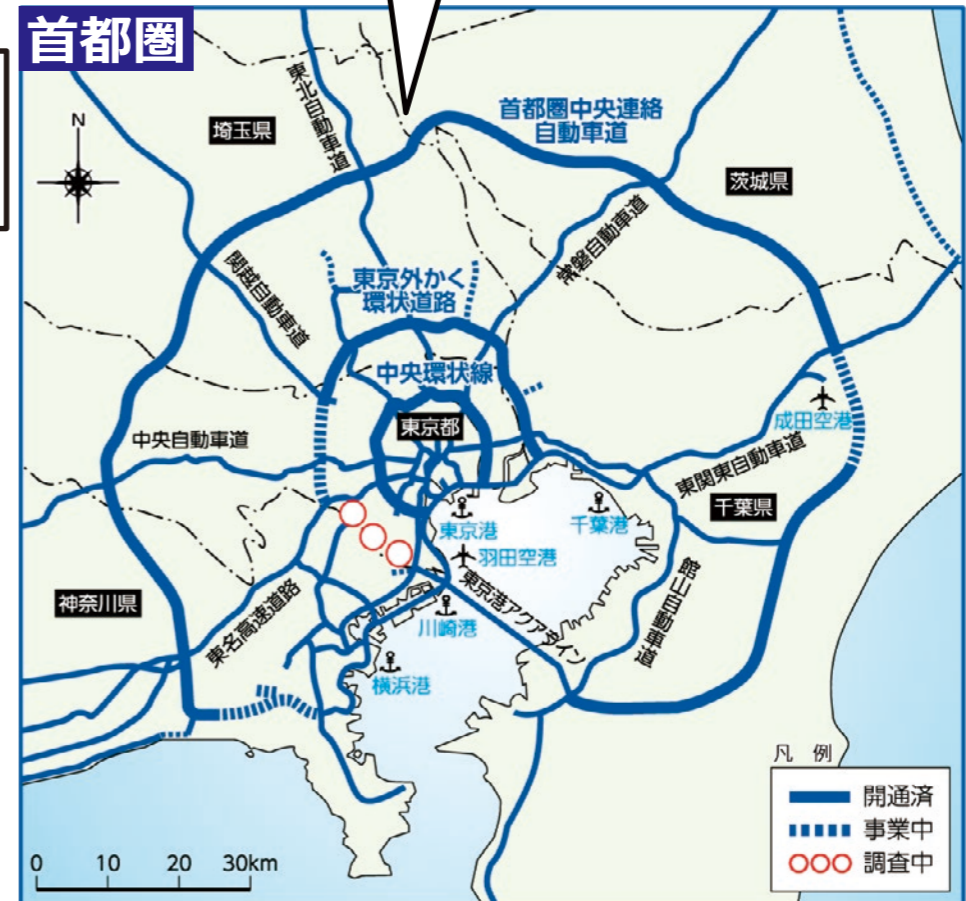 首都圏
N
埼玉県
東北自動車道
首都圏中央連絡
自動車道
茨城県
関越自動車道
東京外かく
環状道路
常磐自動車道
中央環状線
東京都
中央自動車道
成田空港
東関東自動車道
千葉県
東京港
千葉港
羽田空港
神奈川県
東名高速道路
川崎港
東京港アクアライン
館山自動車道
横浜港
凡 例
開通済
事業中
調査中
0 10 20 30km